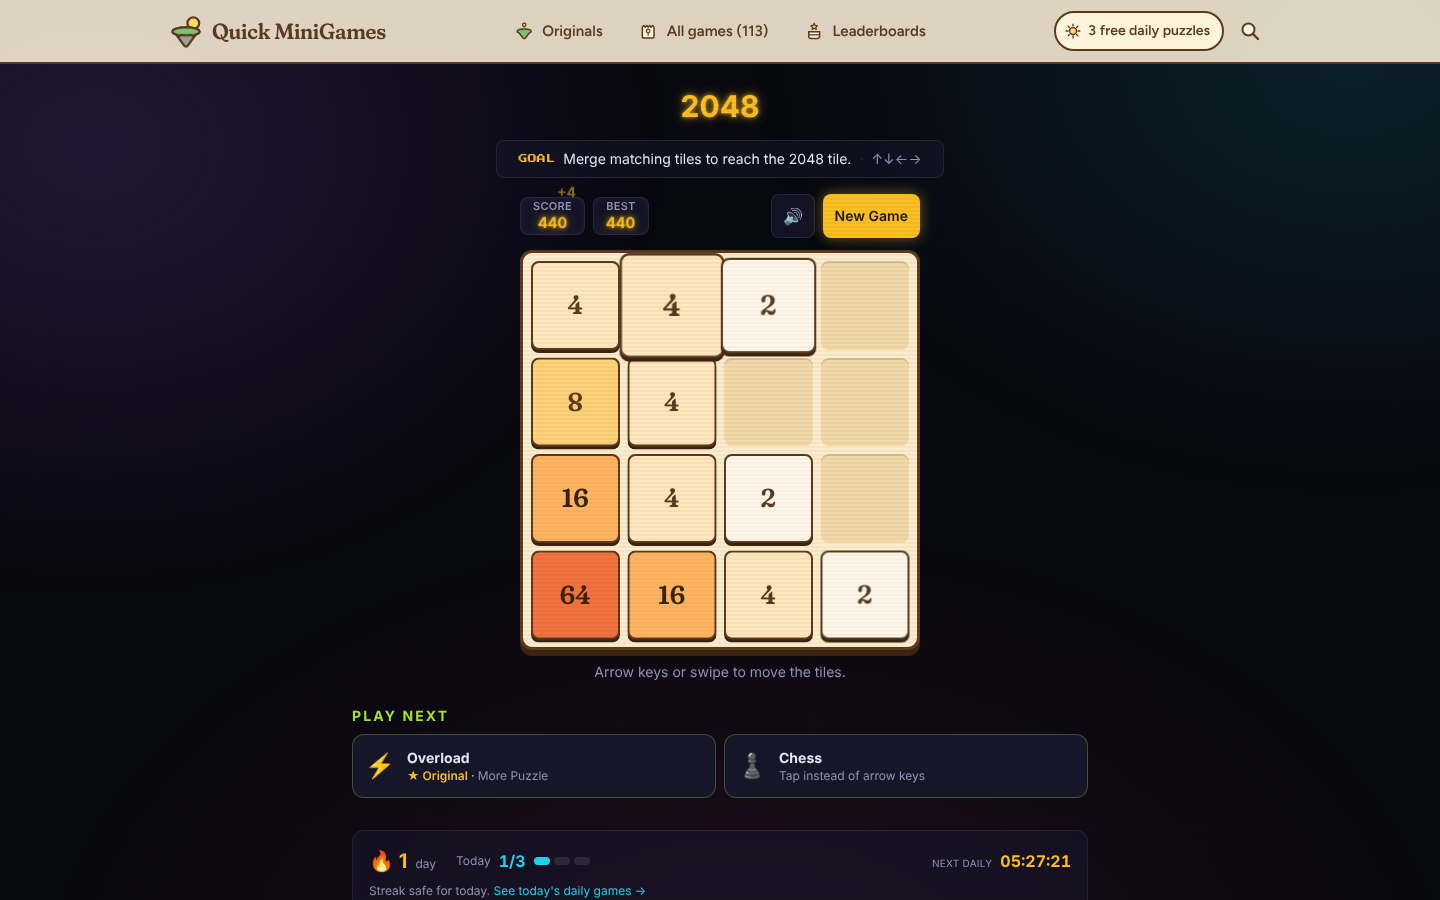 Quick MiniGames
Originals
All games (113)
Leaderboards
3 free daily puzzles
2048
GOAL Merge matching tiles to reach the 2048 tile. · ↑↓←→
+4
SCORE
440
BEST
440
New Game
4 4 2
8 4
16 4 2
64 16 4 2
Arrow keys or swipe to move the tiles.
PLAY NEXT
Overload
★ Original · More Puzzle
Chess
Tap instead of arrow keys
1 day Today 1/3
NEXT DAILY 05:27:21
Streak safe for today. See today's daily games →